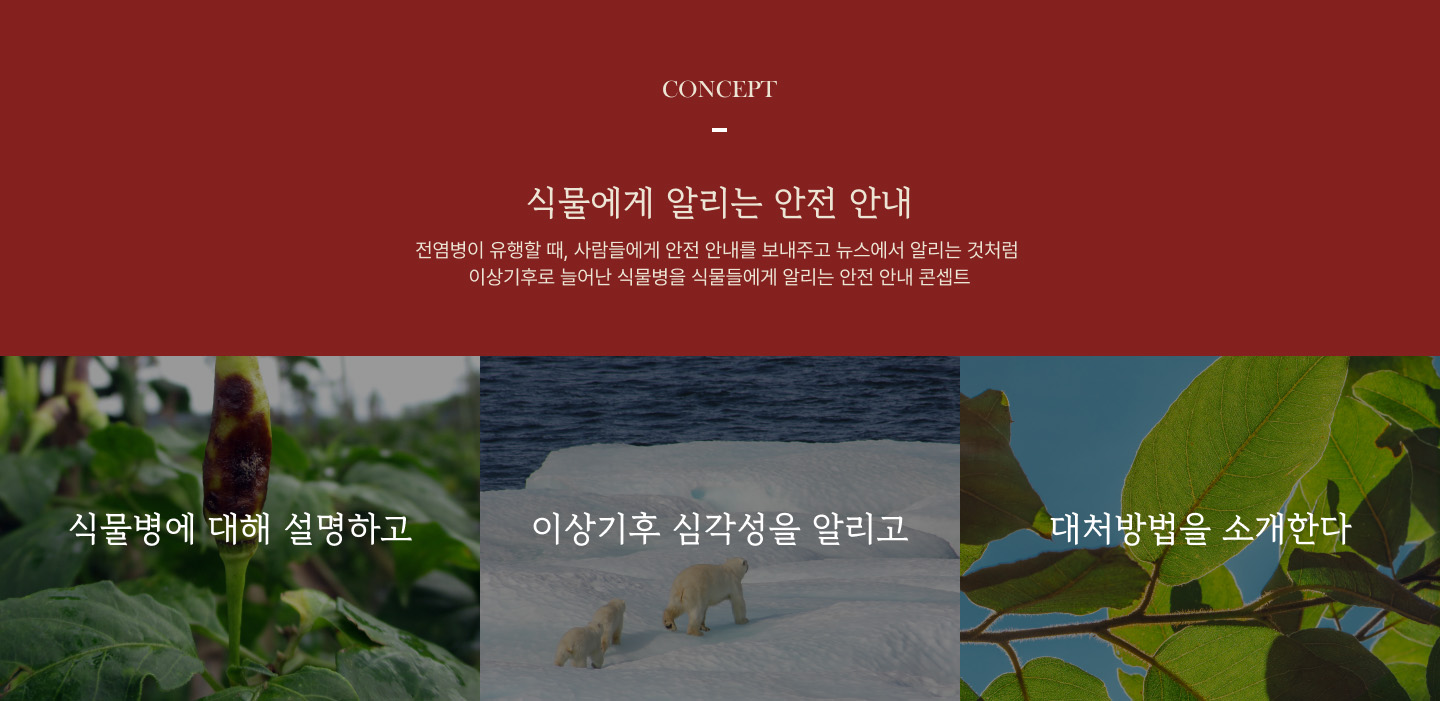 CONCEPT
식물에게 알리는 안전 안내
전염병이 유행할 때, 사람들에게 안전 안내를 보내주고 뉴스에서 알리는 것처럼
이상기후로 늘어난 식물병을 식물들에게 알리는 안전 안내 콘셉트
식물병에 대해 설명하고
이상기후 심각성을 알리고
대처방법을 소개한다